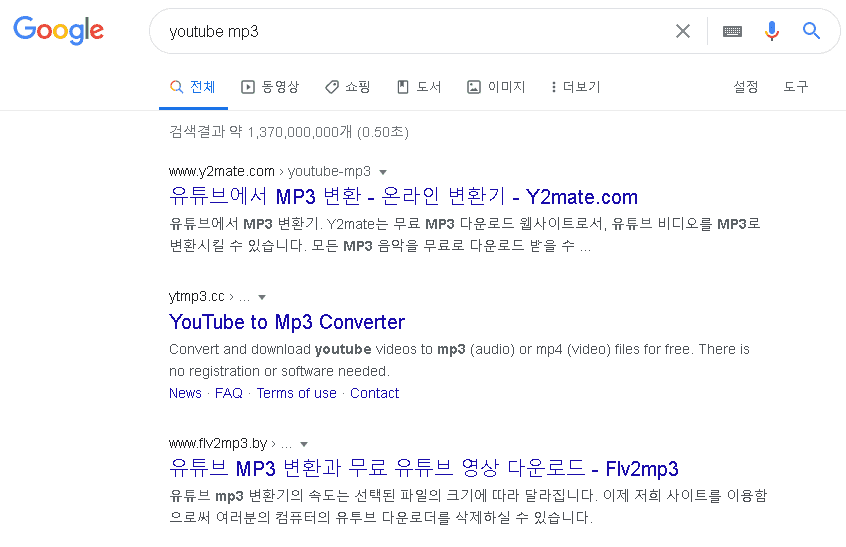 Google
youtube mp3
전체 동영상 쇼핑 도서 이미지 더보기 설정 도구
검색결과 약 1,370,000,000개 (0.50초)
www.y2mate.com › youtube-mp3
유튜브에서 MP3 변환 - 온라인 변환기 - Y2mate.com
유튜브에서 MP3 변환기. Y2mate는 무료 MP3 다운로드 웹사이트로서, 유튜브 비디오를 MP3로
변환시킬 수 있습니다. 모든 MP3 음악을 무료로 다운로드 받을 수 ...
ytmp3.cc › ...
YouTube to Mp3 Converter
Convert and download youtube videos to mp3 (audio) or mp4 (video) files for free. There is
no registration or software needed.
News · FAQ · Terms of use · Contact
www.flv2mp3.by › ...
유튜브 MP3 변환과 무료 유튜브 영상 다운로드 - Flv2mp3
유튜브 mp3 변환기의 속도는 선택된 파일의 크기에 따라 달라집니다. 이제 저희 사이트를 이용함
으로써 여러분의 컴퓨터의 유투브 다운로더를 삭제하실 수 있습니다.